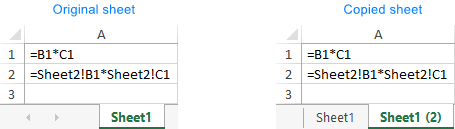 Original sheet
A
1 =B1*C1
2 =Sheet2!B1*Sheet2!C1
3
Sheet1
Copied sheet
A
1 =B1*C1
2 =Sheet2!B1*Sheet2!C1
3
Sheet1 Sheet1 (2)